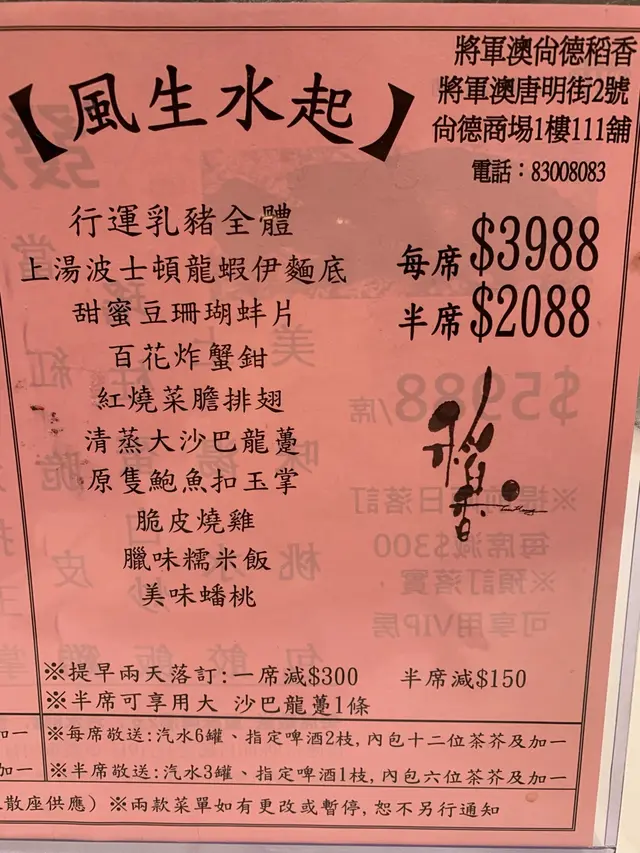 將軍澳尚德稻香
將軍澳唐明街2號
尚德商場1樓111舖
電話：83008083
【風生水起】
行運乳豬全體
上湯波士頓龍蝦伊麵底
甜蜜豆珊瑚蚌片
百花炸蟹鉗
紅燒菜膽排翅
清蒸大沙巴龍躉
原隻鮑魚扣玉掌
脆皮燒雞
臘味糯米飯
美味蟠桃
每席$3988
半席$2088
稻香
※提早兩天落訂:一席減$300 半席減$150
※半席可享用大 沙巴龍躉1條
加一
※每席敬送:汽水6罐、指定啤酒2枝,內包十二位茶芥及加一
加一
※半席敬送:汽水3罐、指定啤酒1枝,內包六位茶芥及加一
散座供應）※兩款菜單如有更改或暫停,恕不另行通知